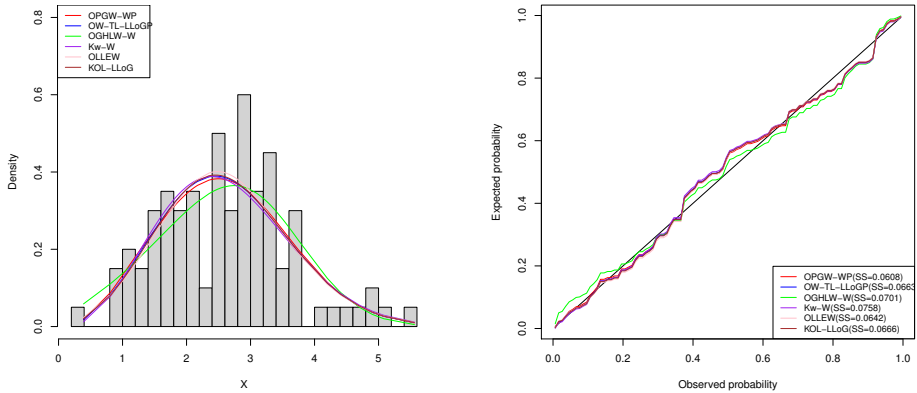 OPGW−WP
OW−TL−LLoGP
OGHLW−W
Kw−W
OLLEW
KOL−LLoG
Density
0.0
0.2
0.4
0.6
0.8
0
1
2
3
4
5
X
Expected probability
0.0
0.2
0.4
0.6
0.8
1.0
OPGW−WP(SS=0.0608)
OW−TL−LLoGP(SS=0.0663
OGHLW−W(SS=0.0701)
Kw−W(SS=0.0758)
OLLEW(SS=0.0642)
KOL−LLoG(SS=0.0666)
0.0
0.2
0.4
0.6
0.8
1.0
Observed probability